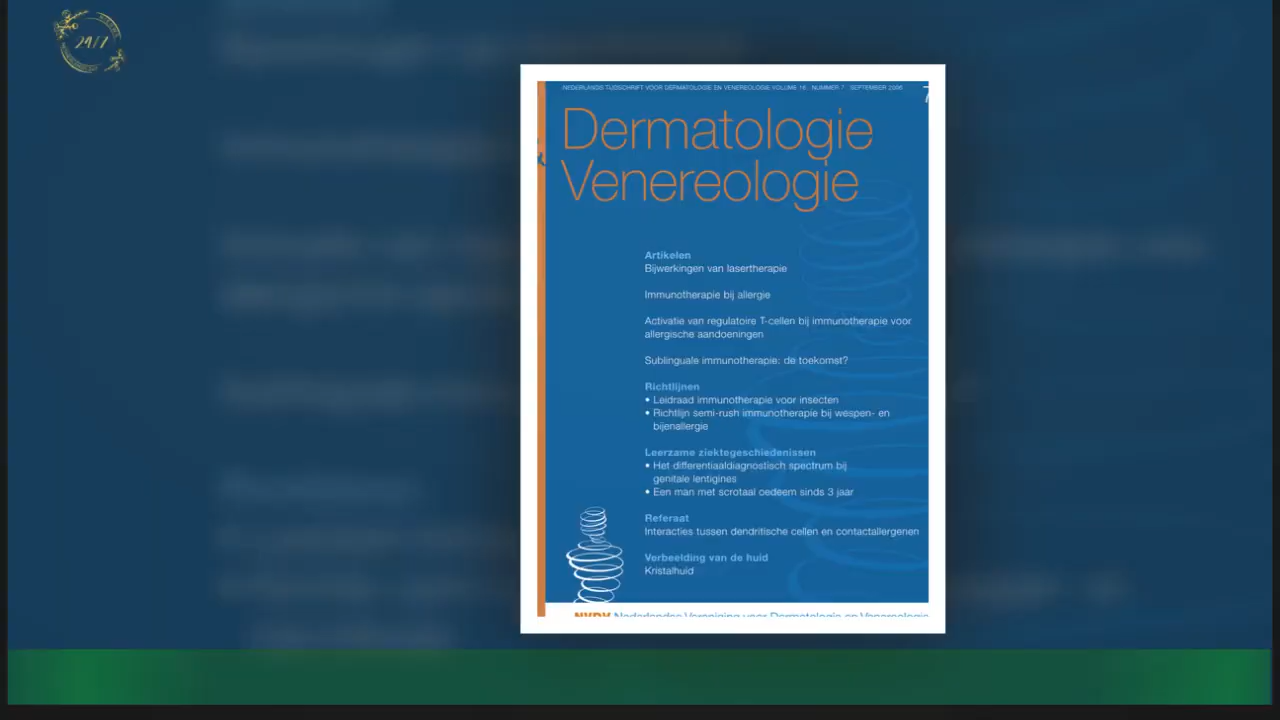 24/7
NEDERLANDS TIJDSCHRIFT VOOR DERMATOLOGIE EN VENEREOLOGIE VOLUME 16 NUMMER 7 SEPTEMBER 2006
7
Dermatologie
&
Venereologie
Artikelen
Bijwerkingen van lasertherapie
Immunotherapie bij allergie
Activatie van regulatoire T-cellen bij immunotherapie voor
allergische aandoeningen
Sublinguale immunotherapie: de toekomst?
Richtlijnen
• Leidraad immunotherapie voor insecten
• Richtlijn semi-rush immunotherapie bij wespen- en
bijenallergie
Leerzame ziektegeschiedenissen
• Het differentiaaldiagnostisch spectrum bij
genitale lentigines
• Een man met scrotaal oedeem sinds 3 jaar
Referaat
Interacties tussen dendritische cellen en contactallergenen
Verbeelding van de huid
Kristalhuid
NVDV Nederlandse Vereniging voor Dermatologie en Venereologie